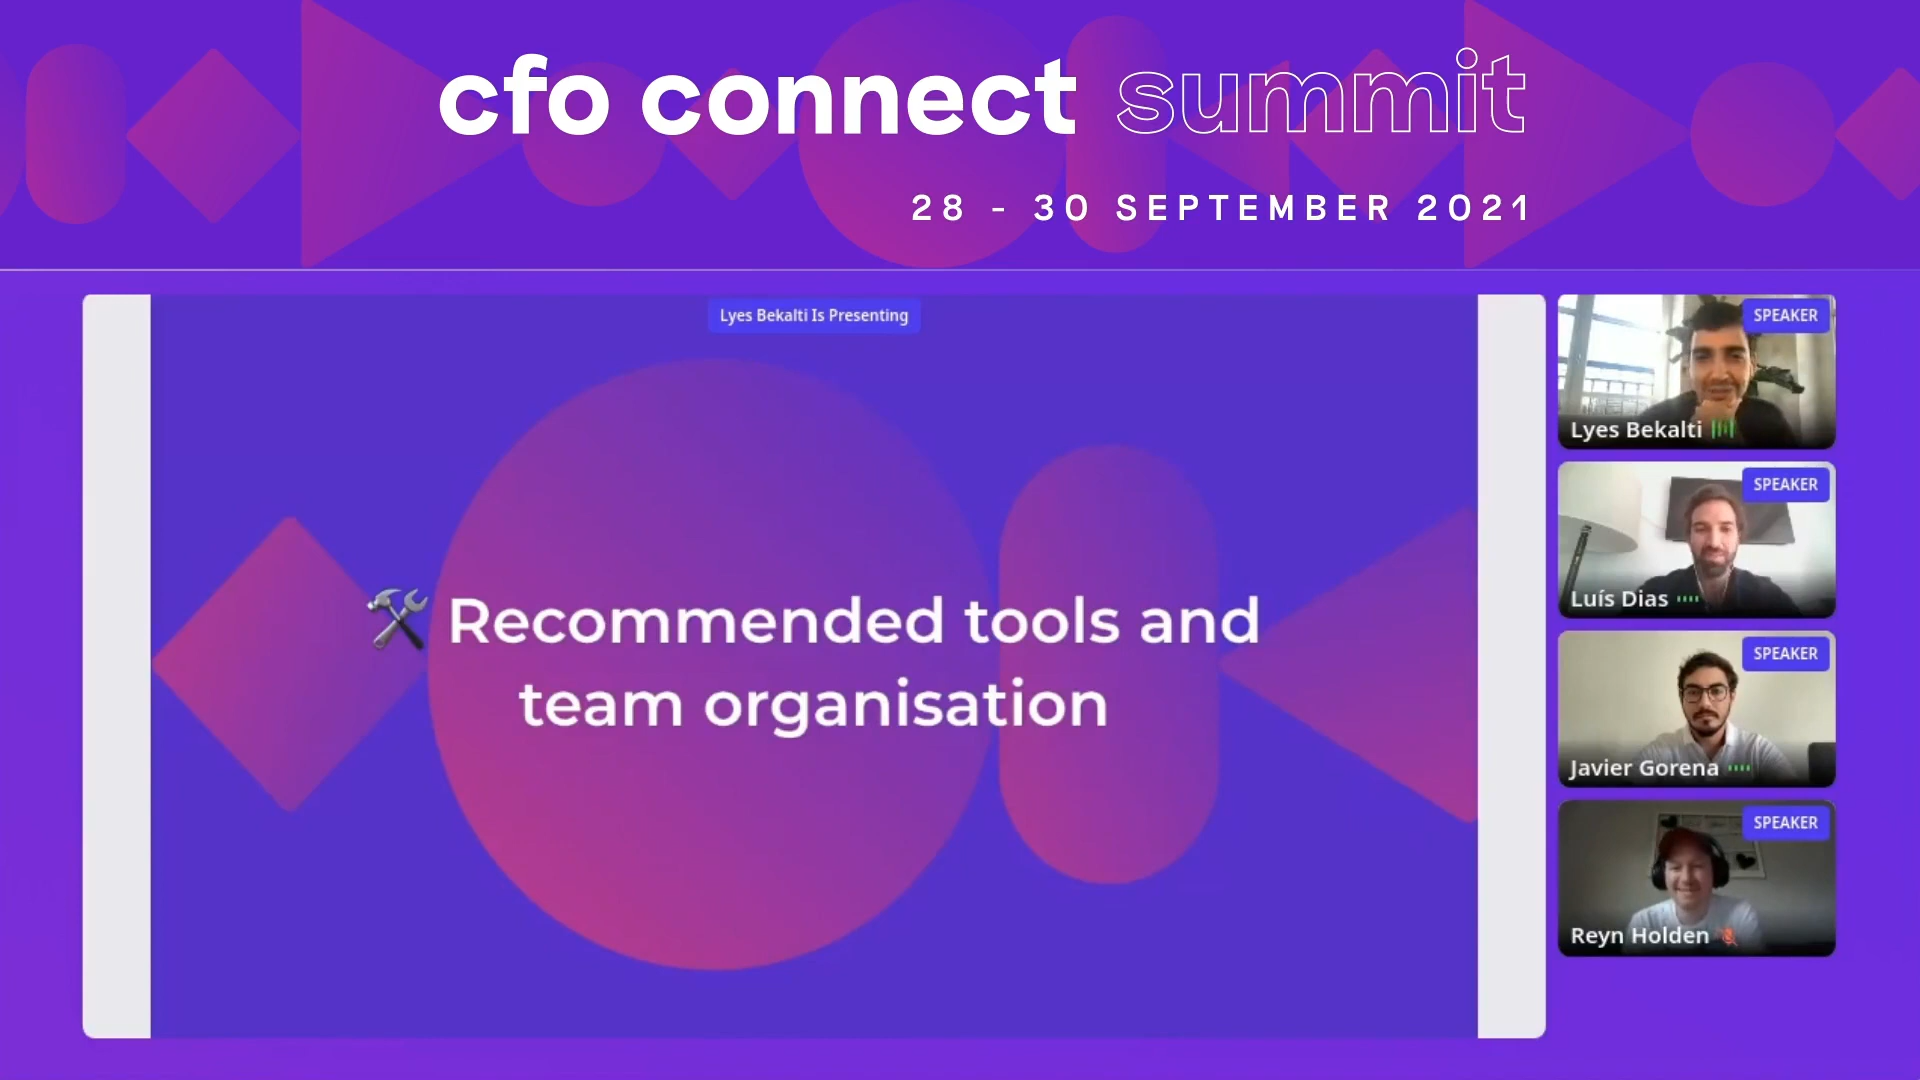 cfo connect summit
28 - 30 SEPTEMBER 2021
Lyes Bekalti Is Presenting
🛠 Recommended tools and
team organisation
SPEAKER
Lyes Bekalti
SPEAKER
Luís Dias
SPEAKER
Javier Gorena
SPEAKER
Reyn Holden